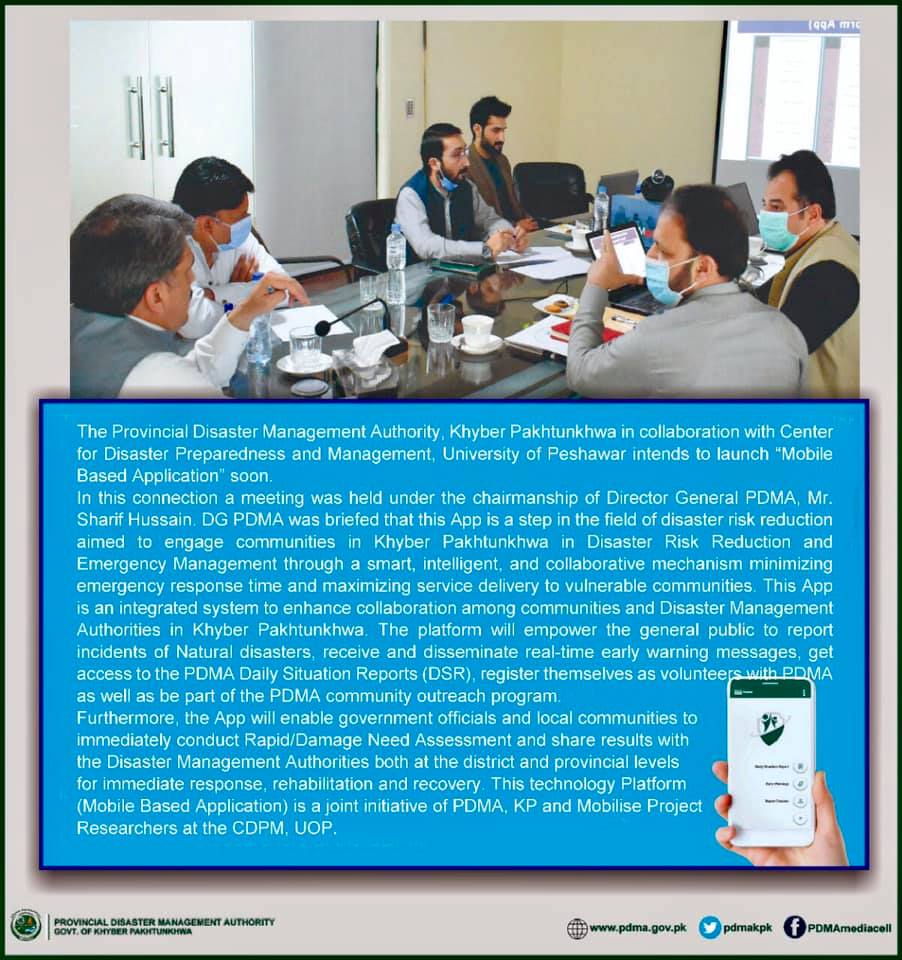 The Provincial Disaster Management Authority, Khyber Pakhtunkhwa in collaboration with Center
for Disaster Preparedness and Management, University of Peshawar intends to launch “Mobile
Based Application” soon.
In this connection a meeting was held under the chairmanship of Director General PDMA, Mr.
Sharif Hussain. DG PDMA was briefed that this App is a step in the field of disaster risk reduction
aimed to engage communities in Khyber Pakhtunkhwa in Disaster Risk Reduction and
Emergency Management through a smart, intelligent, and collaborative mechanism minimizing
emergency response time and maximizing service delivery to vulnerable communities. This App
is an integrated system to enhance collaboration among communities and Disaster Management
Authorities in Khyber Pakhtunkhwa. The platform will empower the general public to report
incidents of Natural disasters, receive and disseminate real-time early warning messages, get
access to the PDMA Daily Situation Reports (DSR), register themselves as volunteers with PDMA
as well as be part of the PDMA community outreach program.
Furthermore, the App will enable government officials and local communities to
immediately conduct Rapid/Damage Need Assessment and share results with
the Disaster Management Authorities both at the district and provincial levels
for immediate response, rehabilitation and recovery. This technology Platform
(Mobile Based Application) is a joint initiative of PDMA, KP and Mobilise Project
Researchers at the CDPM, UOP.
PROVINCIAL DISASTER MANAGEMENT AUTHORITY
GOVT. OF KHYBER PAKHTUNKHWA
www.pdma.gov.pk pdmakpk PDMAmediacell